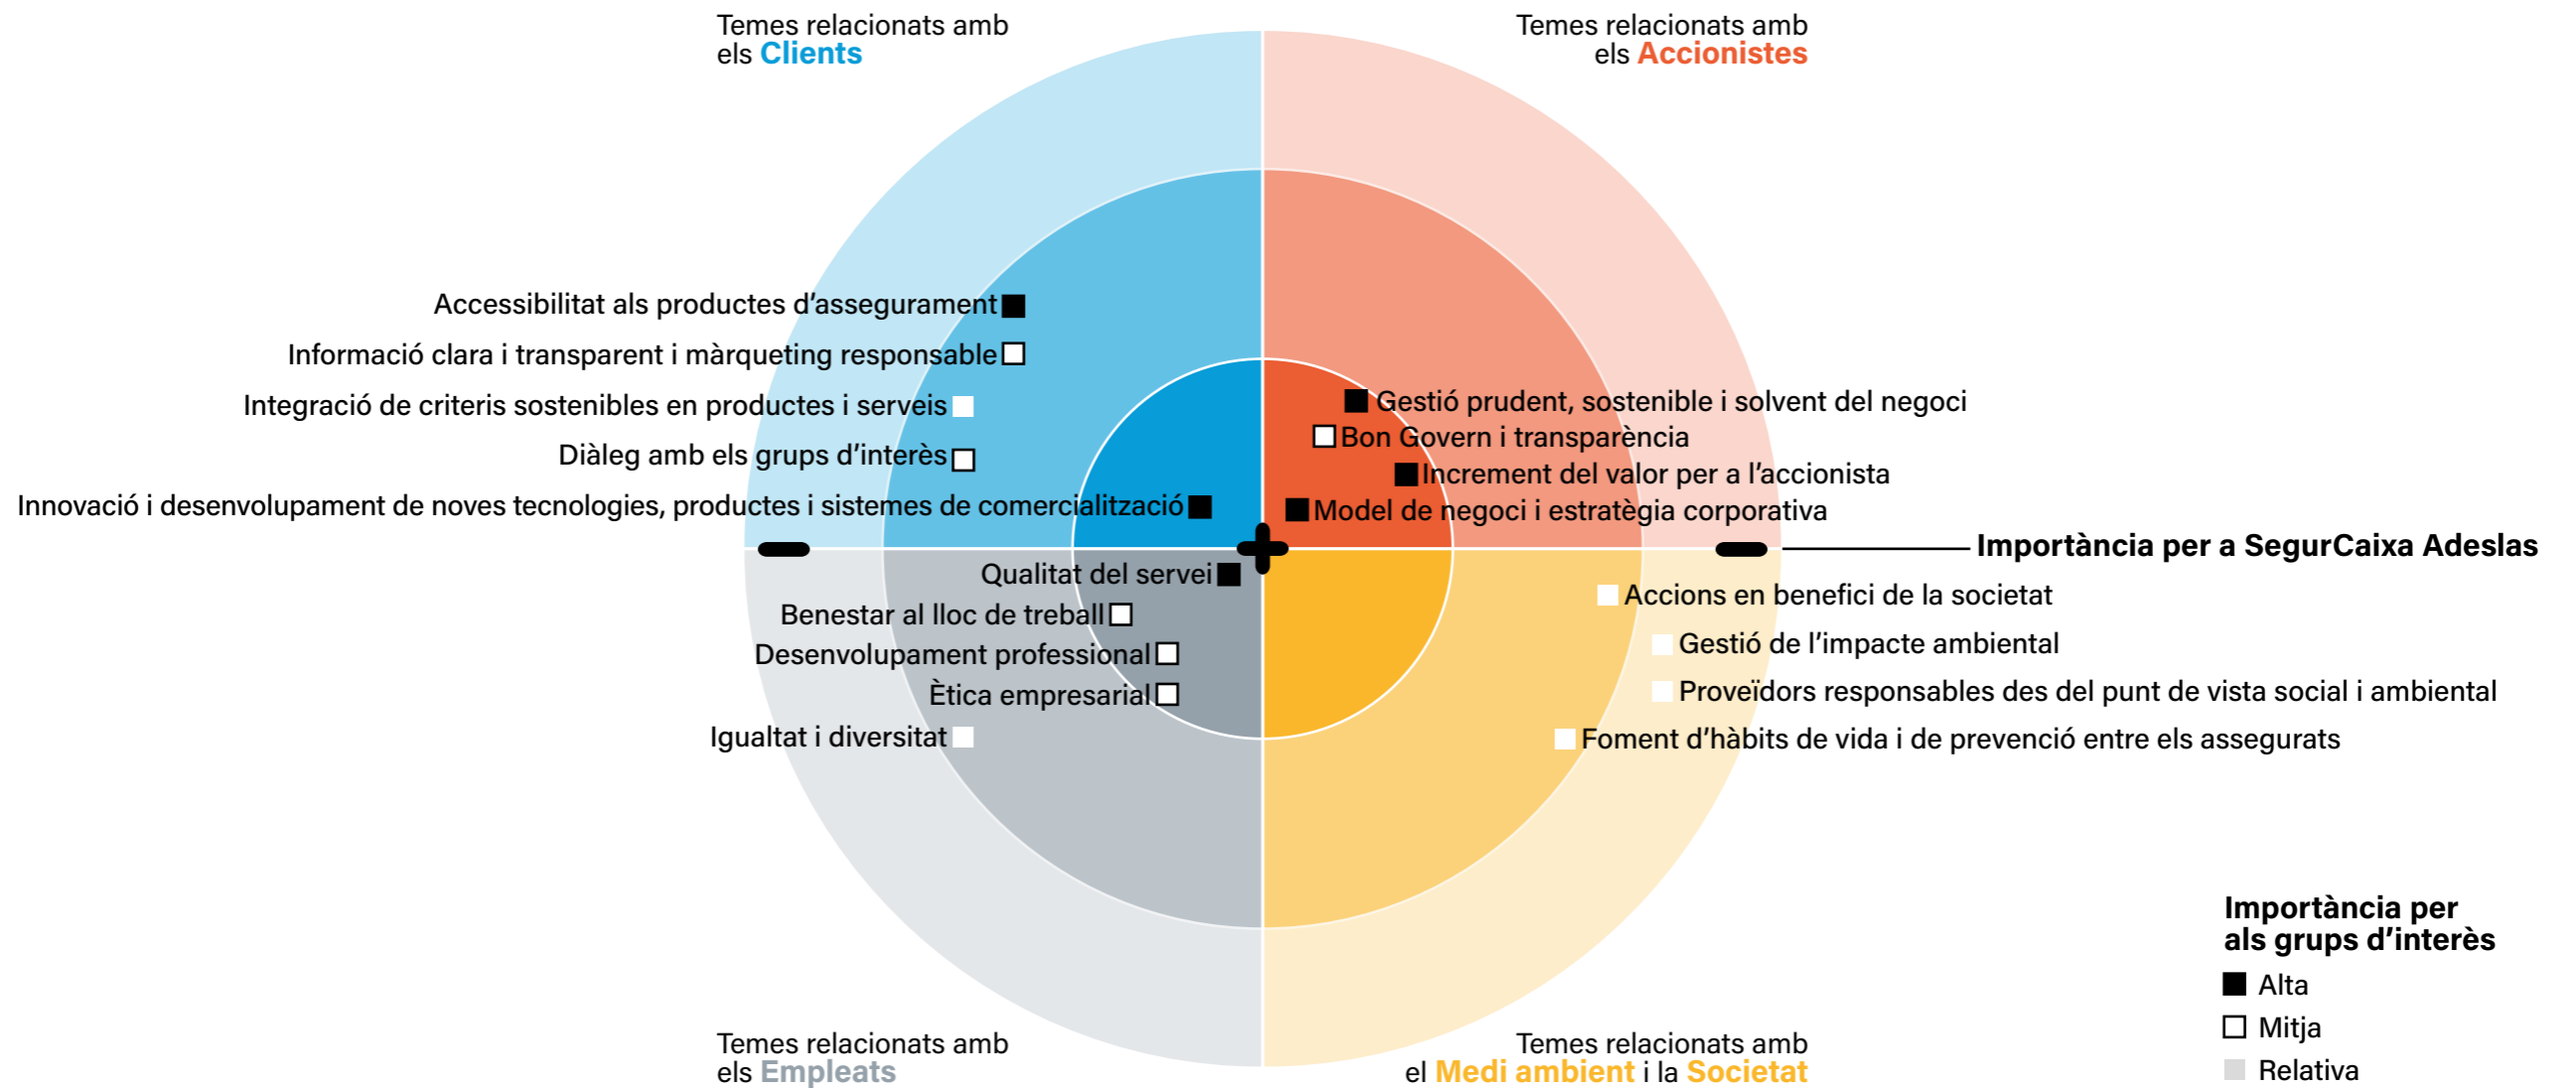 Temes relacionats amb
els Clients
Temes relacionats amb
els Accionistes
Accessibilitat als productes d'assegurament
Informació clara i transparent i màrqueting responsable
Integració de criteris sostenibles en productes i serveis
Diàleg amb els grups d'interès
Innovació i desenvolupament de noves tecnologies, productes i sistemes de comercialització
Gestió prudent, sostenible i solvent del negoci
Bon Govern i transparència
Increment del valor per a l'accionista
Model de negoci i estratègia corporativa
Importància per a SegurCaixa Adeslas
Qualitat del servei
Benestar al lloc de treball
Desenvolupament professional
Ètica empresarial
Igualtat i diversitat
Accions en benefici de la societat
Gestió de l'impacte ambiental
Proveïdors responsables des del punt de vista social i ambiental
Foment d'hàbits de vida i de prevenció entre els assegurats
Temes relacionats amb
els Empleats
Temes relacionats amb
el Medi ambient i la Societat
Importància per
als grups d'interès
Alta
Mitja
Relativa